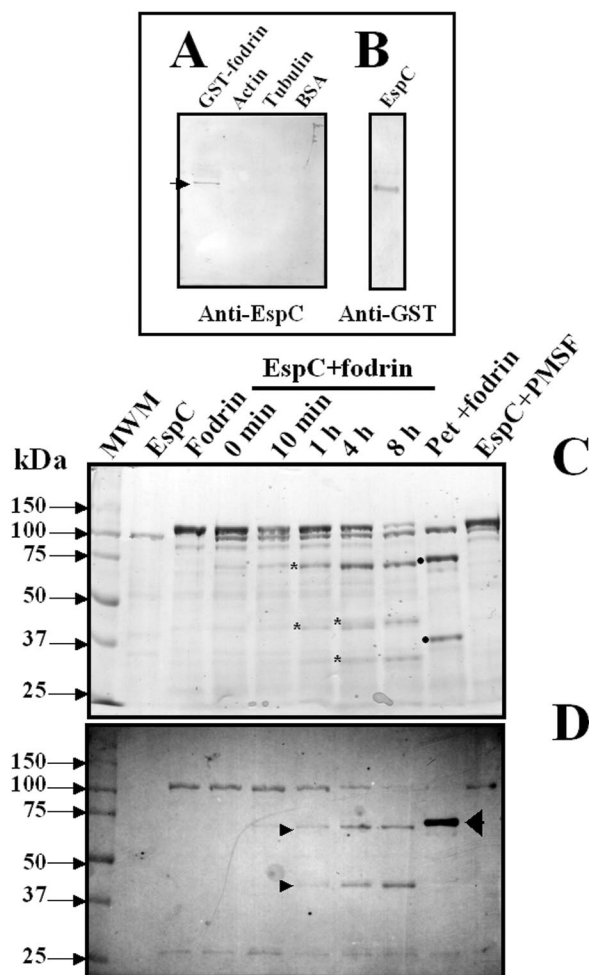 A
B
GST-fodrin
Actin
Tubulin
BSA
EspC
Anti-EspC
Anti-GST
EspC+fodrin
MWM
EspC
Fodrin
0 min
10 min
1 h
4 h
8 h
Pet +fodrin
EspC+PMSF
C
kDa
150
100
75
*
50
*
*
37
*
25
D
150
100
75
50
37
25